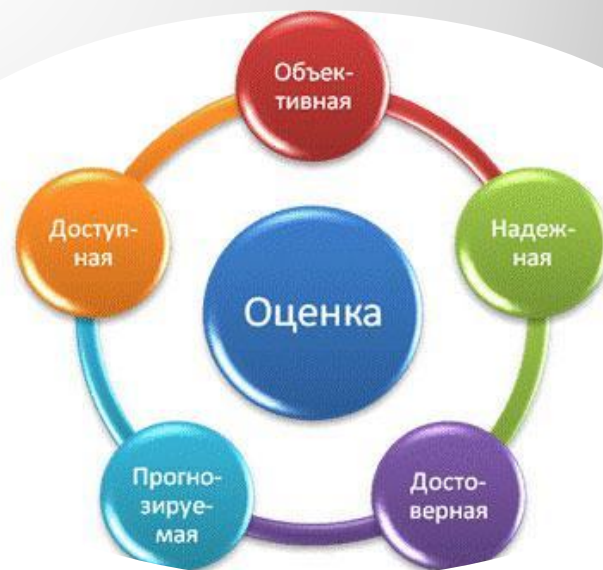 Объек-
тивная
Надеж-
ная
Досто-
верная
Прогно-
зируе-
мая
Доступ-
ная
Оценка